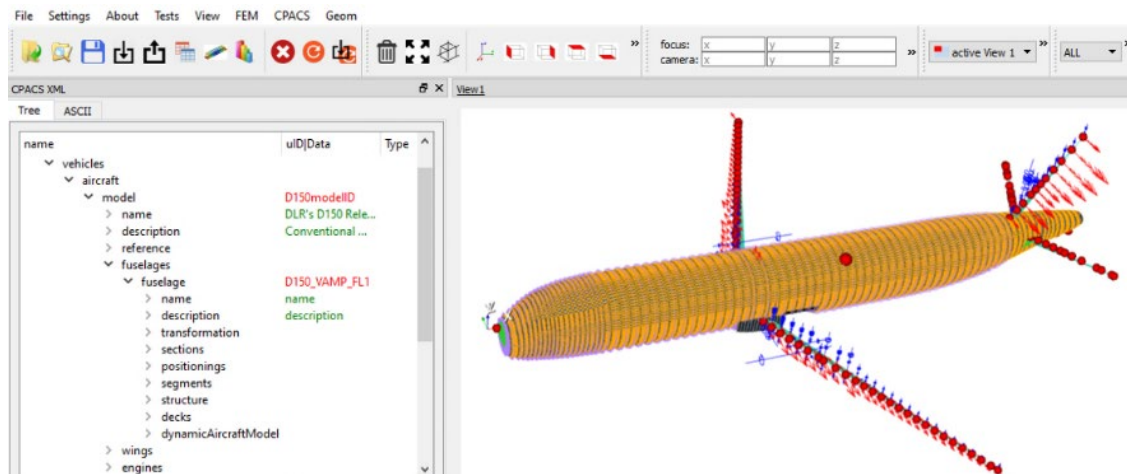 File Settings About Tests View FEM CPACS Geom
focus: x y z
camera: x y z
active View 1
ALL
CPACS XML
View1
Tree ASCII
name uID|Data Type
vehicles
aircraft
model D150modelID
name DLR's D150 Rele...
description Conventional ...
reference
fuselages
fuselage D150_VAMP_FL1
name name
description description
transformation
sections
positionings
segments
structure
decks
dynamicAircraftModel
wings
engines